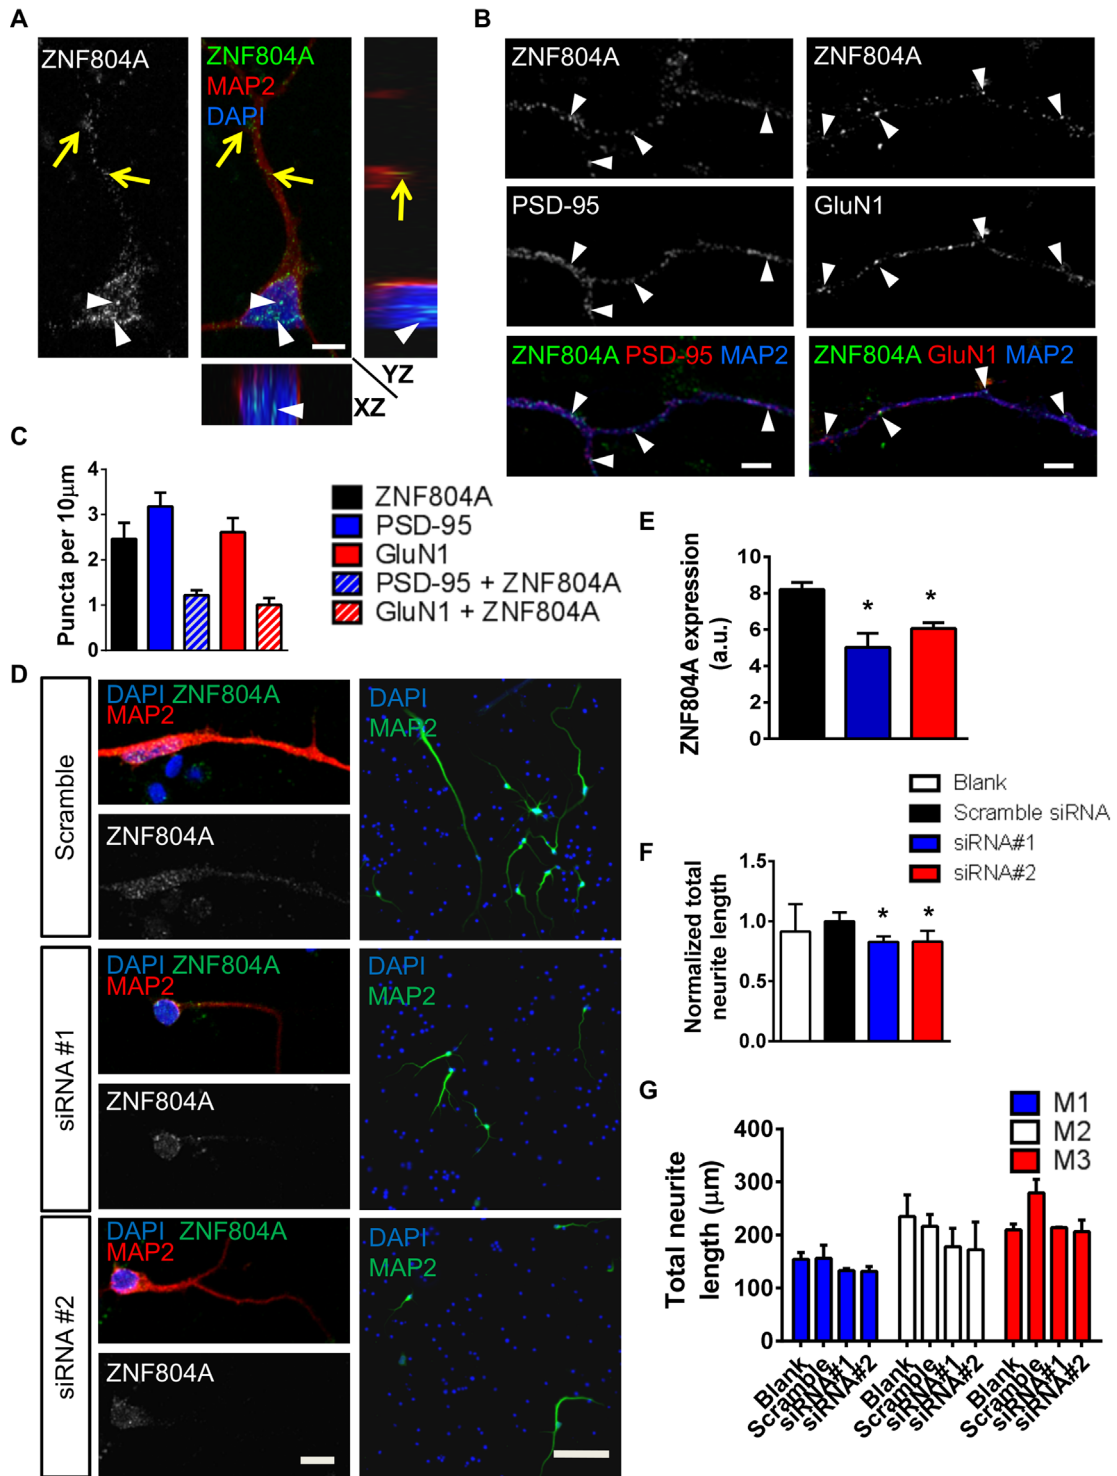 A
ZNF804A
ZNF804A
MAP2
DAPI
YZ
XZ
B
ZNF804A
ZNF804A
PSD-95
GluN1
ZNF804A PSD-95 MAP2
ZNF804A GluN1 MAP2
C
Puncta per 10µm
4
3
2
1
0
ZNF804A
PSD-95
GluN1
PSD-95 + ZNF804A
GluN1 + ZNF804A
D
Scramble
DAPI ZNF804A
MAP2
ZNF804A
DAPI
MAP2
siRNA #1
DAPI ZNF804A
MAP2
ZNF804A
DAPI
MAP2
siRNA #2
DAPI ZNF804A
MAP2
ZNF804A
DAPI
MAP2
E
ZNF804A expression
(a.u.)
10
8
6
4
2
0
*
*
Blank
Scramble siRNA
siRNA#1
siRNA#2
F
Normalized total
neurite length
1.5
1.0
0.5
0.0
*
*
G
M1
M2
M3
Total neurite
length (µm)
400
300
200
100
0
Blank
Scramble
siRNA#1
siRNA#2
Blank
Scramble
siRNA#1
siRNA#2
Blank
Scramble
siRNA#1
siRNA#2